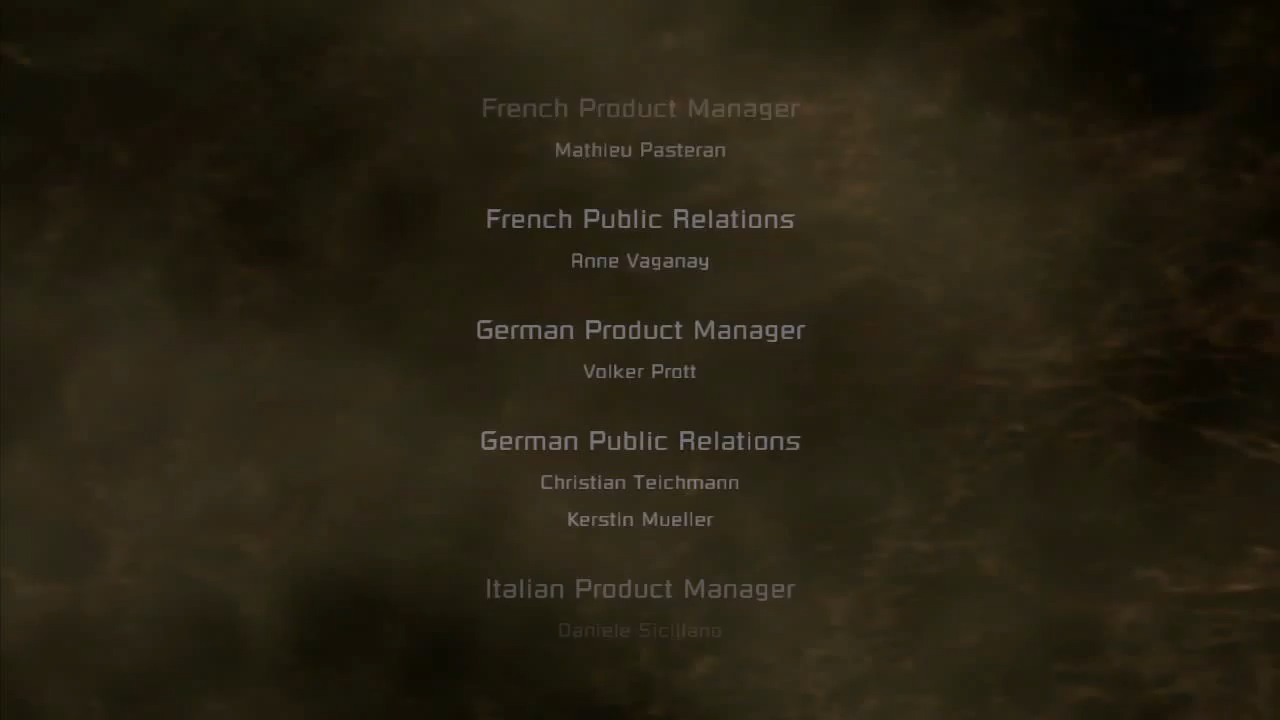 French Product Manager
Mathieu Pasteran
French Public Relations
Anne Vaganay
German Product Manager
Volker Prott
German Public Relations
Christian Teichmann
Kerstin Mueller
Italian Product Manager
Daniele Siciliano